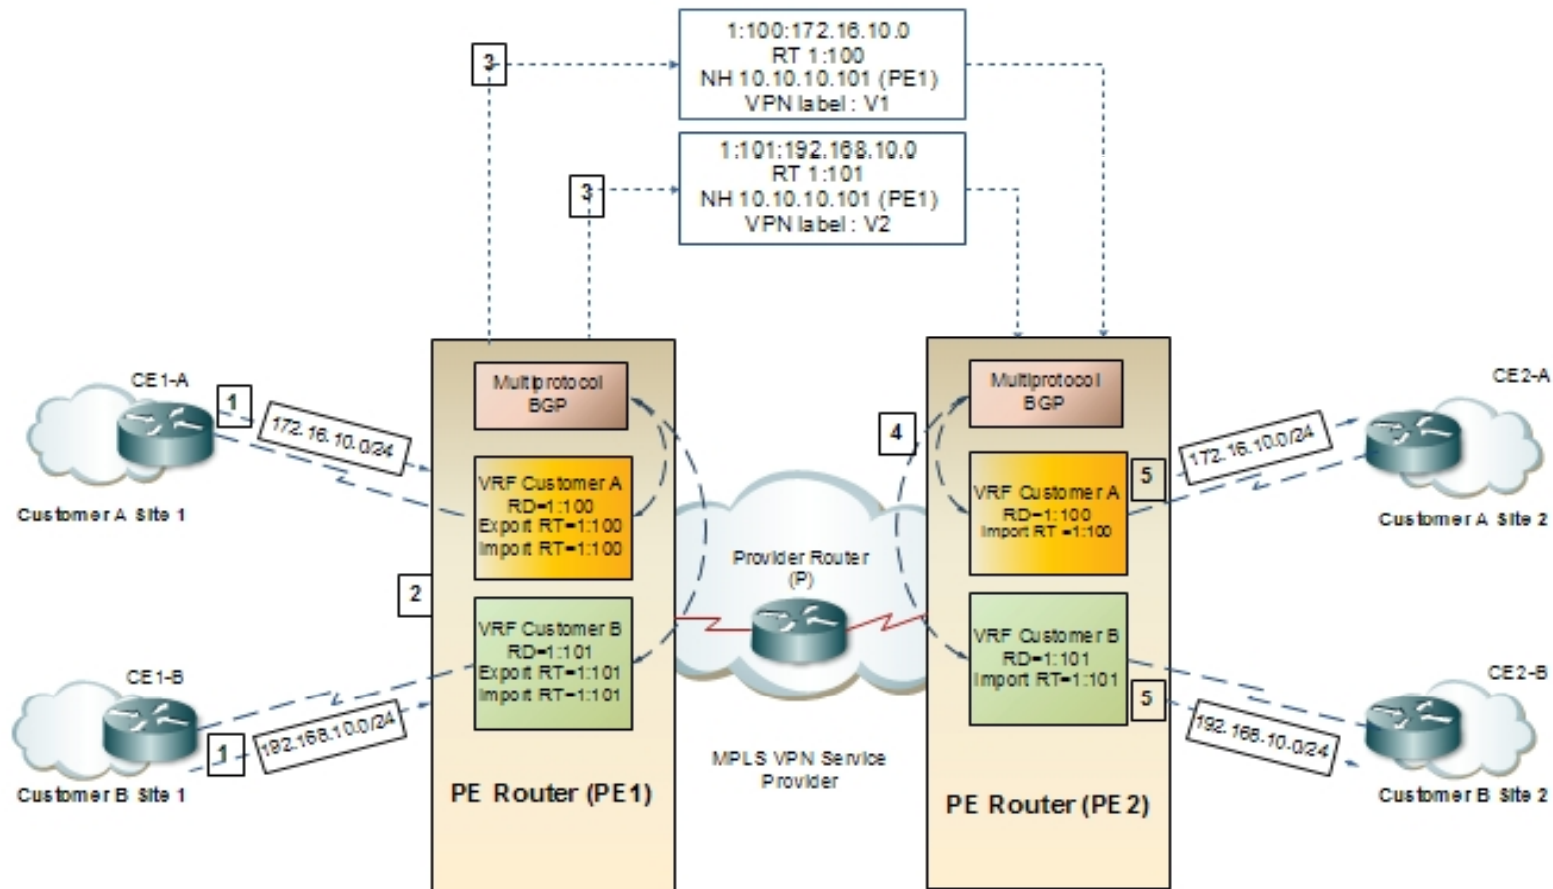 1:100:172.16.10.0
RT 1:100
NH 10.10.10.101 (PE1)
VPN label : V1
3
1:101:192.168.10.0
RT 1:101
NH 10.10.10.101 (PE1)
VPN label : V2
3
CE1-A
1
172.16.10.0/24
Customer A Site 1
Multiprotocol
BGP
VRF Customer A
RD=1:100
Export RT=1:100
Import RT=1:100
2
VRF Customer B
RD=1:101
Export RT=1:101
Import RT=1:101
CE1-B
1
192.168.10.0/24
Customer B Site 1
PE Router (PE1)
Provider Router
(P)
MPLS VPN Service
Provider
4
Multiprotocol
BGP
VRF Customer A
RD=1:100
Import RT =1:100
VRF Customer B
RD=1:101
Import RT=1:101
PE Router (PE2)
5
172.16.10.0/24
CE2-A
Customer A Site 2
5
192.168.10.0/24
CE2-B
Customer B Site 2